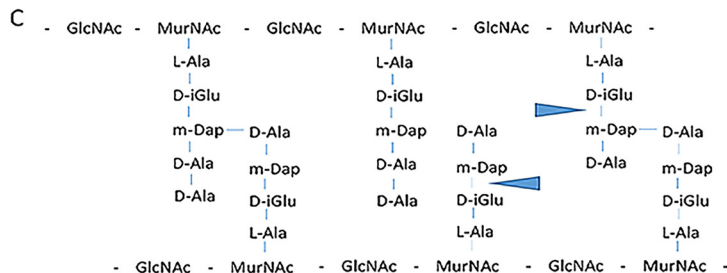 C
- GlcNAc - MurNAc - GlcNAc - MurNAc - GlcNAc - MurNAc -
L-Ala L-Ala L-Ala
D-iGlu D-iGlu D-iGlu
m-Dap D-Ala m-Dap D-Ala m-Dap D-Ala
D-Ala m-Dap D-Ala m-Dap D-Ala m-Dap
D-Ala D-iGlu D-Ala D-iGlu D-iGlu
L-Ala L-Ala L-Ala
- GlcNAc - MurNAc - GlcNAc - MurNAc - GlcNAc - MurNAc -